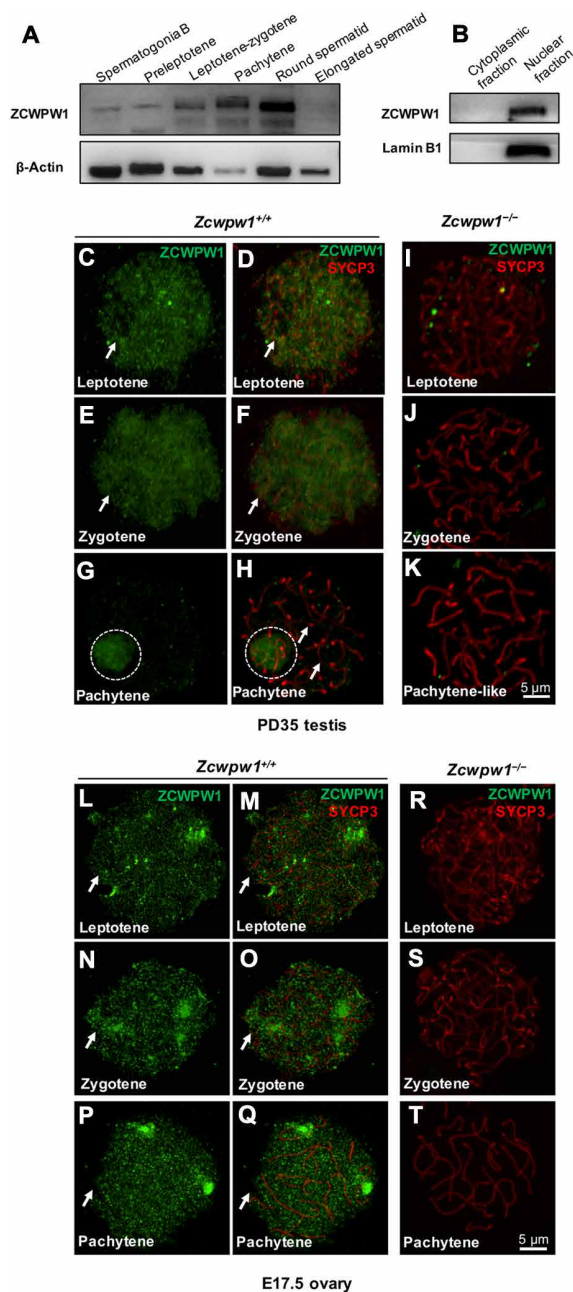 A
B
Spermatogonia B
Preleptotene
Leptotene-zygotene
Pachytene
Round spermatid
Elongated spermatid
Cytoplasmic
fraction
Nuclear
fraction
ZCWPW1
β-Actin
ZCWPW1
Lamin B1
Zcwpw1+/+
Zcwpw1−/−
C
ZCWPW1
Leptotene
D
ZCWPW1
SYCP3
Leptotene
I
ZCWPW1
SYCP3
Leptotene
E
Zygotene
F
Zygotene
J
Zygotene
G
Pachytene
H
Pachytene
K
Pachytene-like
5 µm
PD35 testis
Zcwpw1+/+
Zcwpw1−/−
L
ZCWPW1
Leptotene
M
ZCWPW1
SYCP3
Leptotene
R
ZCWPW1
SYCP3
Leptotene
N
Zygotene
O
Zygotene
S
Zygotene
P
Pachytene
Q
Pachytene
T
Pachytene
5 µm
E17.5 ovary